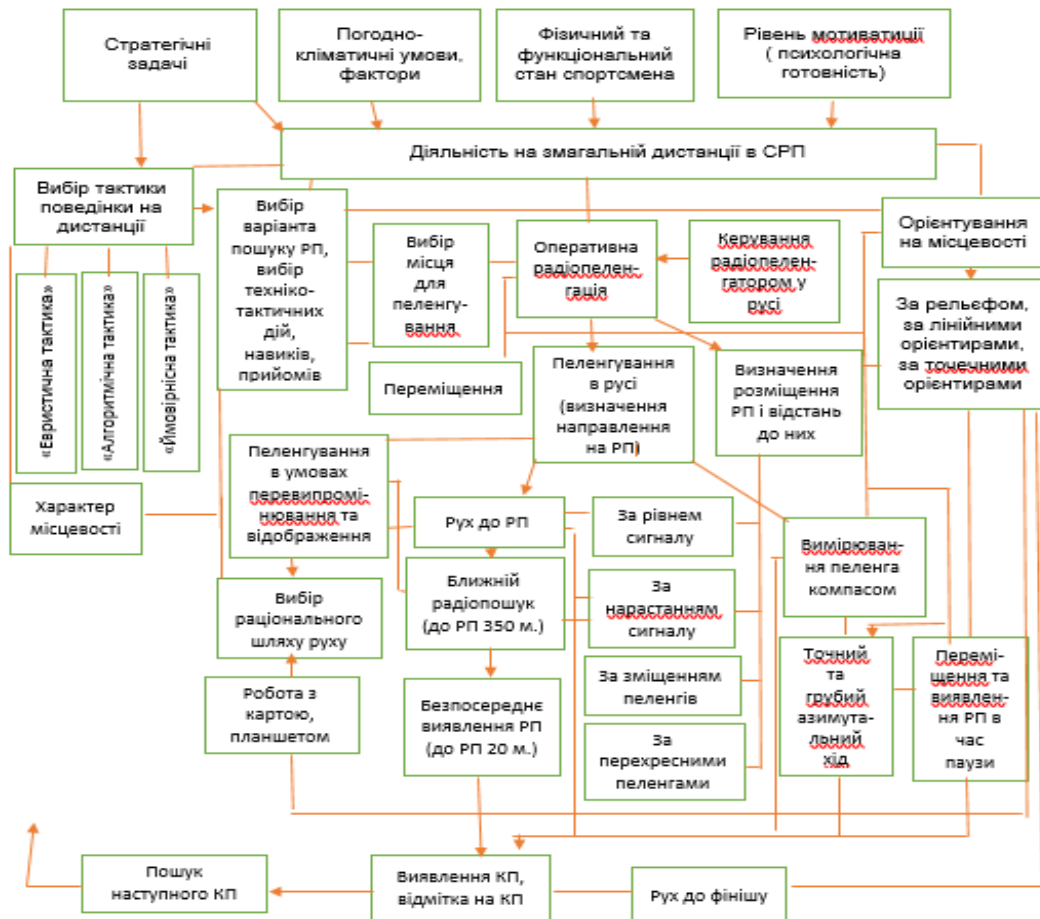 Стратегічні
задачі
Погодно-
кліматичні умови,
фактори
Фізичний та
функціональний
стан спортсмена
Рівень мотиватиції
( психологічна
готовність)
Діяльність на змагальній дистанції в СРП
Вибір тактики
поведінки на
дистанції
Вибір
варіанта
пошуку РП,
вибір
техніко-
тактичних
дій,
навиків,
прийомів
Вибір
місця
для
пеленгу-
вання
Оперативна
радіопелен-
гація
Керування
радіопелен-
гатором у
русі
Орієнтування
на місцевості
«Евристична тактика»
«Алгоритмічна тактика»
«Ймовірнісна тактика»
Переміщення
Пеленгування
в русі
(визначення
направлення
на РП)
Визначення
розміщення
РП і відстань
до них
За рельєфом,
за лінійними
орієнтирами,
за точечними
орієнтирами
Характер
місцевості
Пеленгування
в умовах
перевипромі-
нювання та
відображення
Рух до РП
За рівнем
сигналу
Вимірюван-
ня пеленга
компасом
Вибір
раціонального
шляху руху
Ближній
радіопошук
(до РП 350 м.)
За
нарастанням
сигналу
Робота з
картою,
планшетом
Безпосереднє
виявлення РП
(до РП 20 м.)
За зміщенням
пеленгів
За
перехресними
пеленгами
Точний
та
грубий
азимута-
льний
хід
Перемі-
щення та
виявлен-
ня РП в
час
паузи
Пошук
наступного КП
Виявлення КП,
відмітка на КП
Рух до фінішу